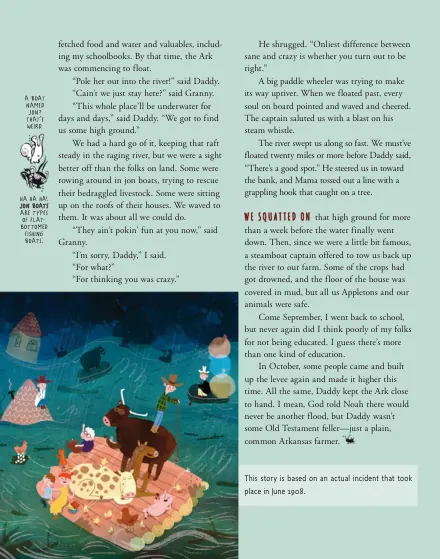 fetched food and water and valuables, includ-
ing my schoolbooks. By that time, the Ark
was commencing to float.
“Pole her out into the river!” said Daddy.
“Cain’t we just stay here?” said Granny.
“This whole place’ll be underwater for
days and days,” said Daddy. “We got to find
us some high ground.”
We had a hard go of it, keeping that raft
steady in the raging river, but we were a sight
better off than the folks on land. Some were
rowing around in jon boats, trying to rescue
their bedraggled livestock. Some were sitting
up on the roofs of their houses. We waved to
them. It was about all we could do.
“They ain’t pokin’ fun at you now,” said
Granny.
“I’m sorry, Daddy,” I said.
“For what?”
“For thinking you was crazy.”
A BOAT
NAMED
JON?
THAT’S
WEIRD.
HA HA HA!
JON BOATS
ARE TYPES
OF FLAT-
BOTTOMED
FISHING
BOATS.
He shrugged. “Onliest difference between
sane and crazy is whether you turn out to be
right.”
A big paddle wheeler was trying to make
its way upriver. When we floated past, every
soul on board pointed and waved and cheered.
The captain saluted us with a blast on his
steam whistle.
The river swept us along so fast. We must’ve
floated twenty miles or more before Daddy said,
“There’s a good spot.” He steered us in toward
the bank, and Mama tossed out a line with a
grappling hook that caught on a tree.
WE SQUATTED ON that high ground for more
than a week before the water finally went
down. Then, since we were a little bit famous,
a steamboat captain offered to tow us back up
the river to our farm. Some of the crops had
got drowned, and the floor of the house was
covered in mud, but all us Appletons and our
animals were safe.
Come September, I went back to school,
but never again did I think poorly of my folks
for not being educated. I guess there’s more
than one kind of education.
In October, some people came and built
up the levee again and made it higher this
time. All the same, Daddy kept the Ark close
to hand. I mean, God told Noah there would
never be another flood, but Daddy wasn’t
some Old Testament feller—just a plain,
common Arkansas farmer.
This story is based on an actual incident that took
place in June 1908.